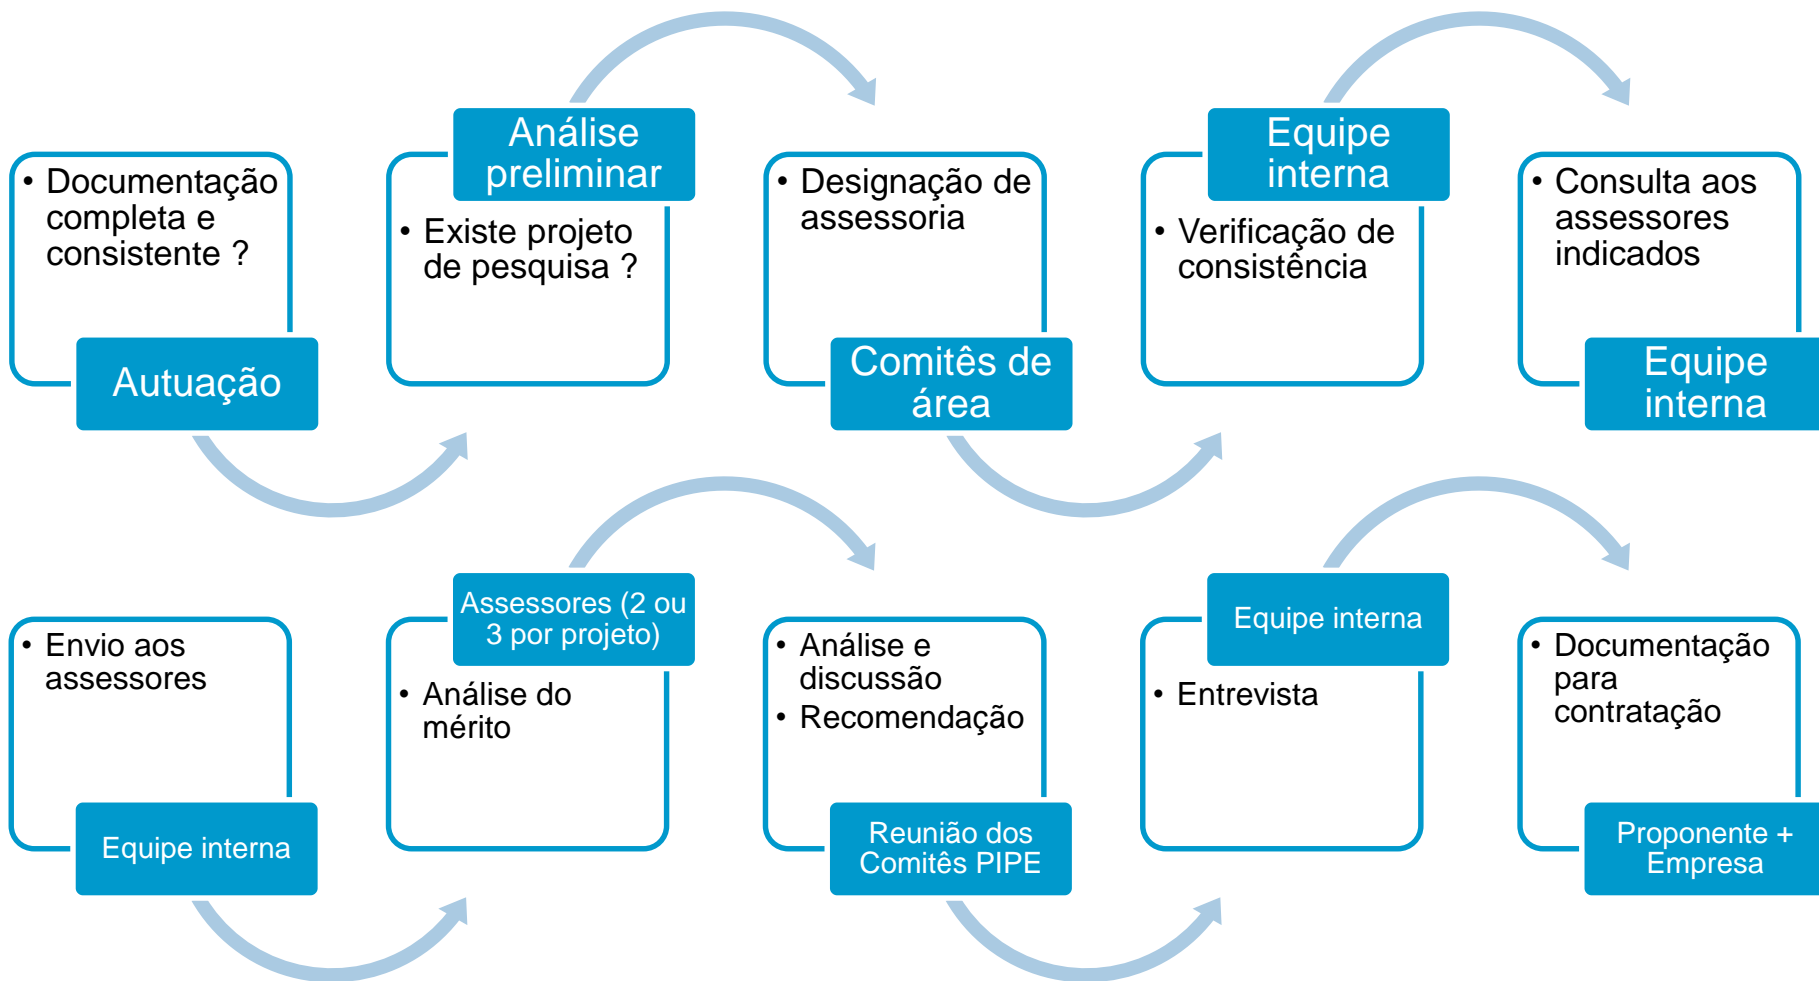 • Documentação
completa e
consistente ?
Autuação
Análise
preliminar
• Existe projeto
de pesquisa ?
• Designação de
assessoria
Comitês de
área
Equipe
interna
• Verificação de
consistência
• Consulta aos
assessores
indicados
Equipe
interna
• Envio aos
assessores
Equipe interna
Assessores (2 ou
3 por projeto)
• Análise do
mérito
• Análise e
discussão
• Recomendação
Reunião dos
Comitês PIPE
Equipe interna
• Entrevista
• Documentação
para
contratação
Proponente +
Empresa